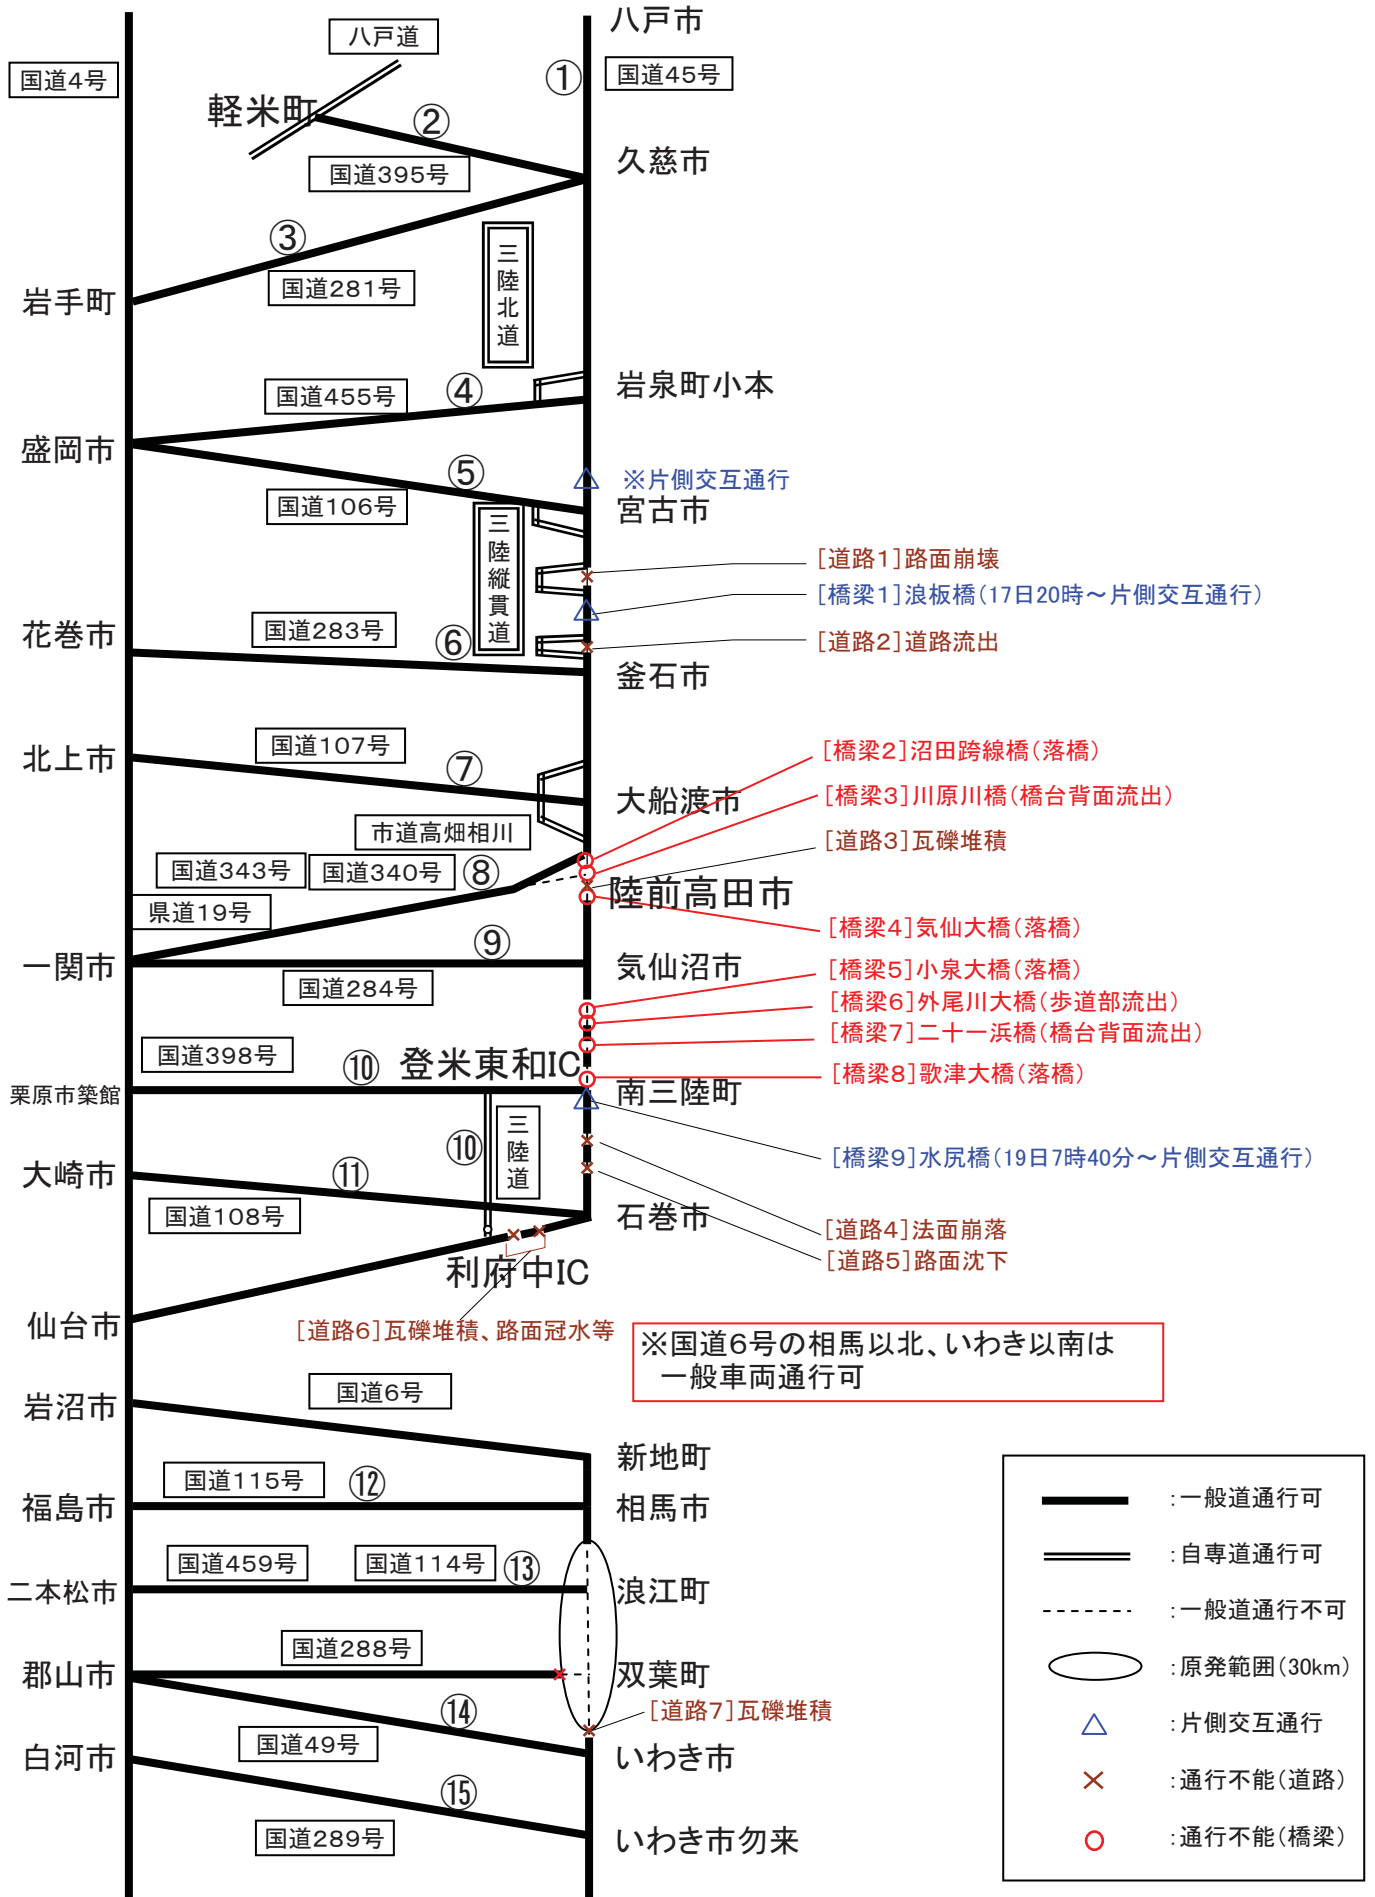 八戸市
八戸道
国道4号
①
国道45号
軽米町
②
久慈市
国道395号
③
三陸北道
国道281号
岩手町
岩泉町小本
国道455号
④
盛岡市
⑤
※片側交互通行
国道106号
宮古市
三陸縦貫道
[道路1]路面崩壊
[橋梁1]浪板橋(17日20時～片側交互通行)
花巻市
国道283号
⑥
[道路2]道路流出
釜石市
国道107号
北上市
⑦
[橋梁2]沼田跨線橋(落橋)
大船渡市
[橋梁3]川原川橋(橋台背面流出)
市道高畑相川
[道路3]瓦礫堆積
国道343号
国道340号
⑧
陸前高田市
県道19号
[橋梁4]気仙大橋(落橋)
⑨
一関市
気仙沼市
[橋梁5]小泉大橋(落橋)
国道284号
[橋梁6]外尾川大橋(歩道部流出)
[橋梁7]二十一浜橋(橋台背面流出)
国道398号
⑩
登米東和IC
[橋梁8]歌津大橋(落橋)
栗原市築館
南三陸町
⑩
三陸道
[橋梁9]水尻橋(19日7時40分～片側交互通行)
大崎市
⑪
国道108号
石巻市
[道路4]法面崩落
[道路5]路面沈下
利府中IC
仙台市
[道路6]瓦礫堆積、路面冠水等
※国道6号の相馬以北、いわき以南は
一般車両通行可
国道6号
岩沼市
新地町
国道115号
⑫
福島市
相馬市
:一般道通行可
国道459号
国道114号
⑬
:自専道通行可
二本松市
浪江町
:一般道通行不可
国道288号
郡山市
双葉町
:原発範囲(30km)
⑭
[道路7]瓦礫堆積
:片側交互通行
国道49号
白河市
いわき市
⑮
:通行不能(道路)
国道289号
いわき市勿来
:通行不能(橋梁)